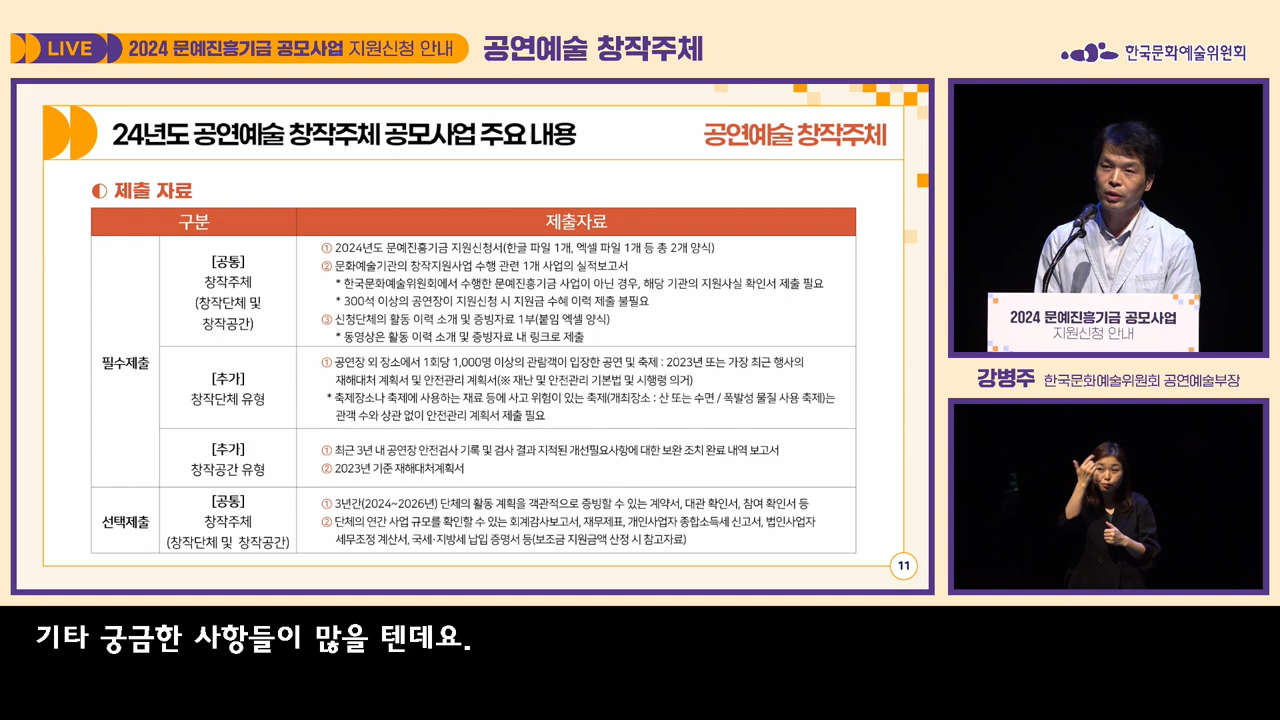 LIVE 2024 문예진흥기금 공모사업 지원신청 안내 공연예술 창작주체
한국문화예술위원회
24년도 공연예술 창작주체 공모사업 주요 내용
공연예술 창작주체
제출 자료
구분
제출자료
필수제출
[공통]
창작주체
(창작단체 및
창작공간)
① 2024년도 문예진흥기금 지원신청서(한글 파일 1개, 엑셀 파일 1개 등 총 2개 양식)
② 문화예술기관의 창작지원사업 수행 관련 1개 사업의 실적보고서
* 한국문화예술위원회에서 수행한 문예진흥기금 사업이 아닌 경우, 해당 기관의 지원사실 확인서 제출 필요
* 300석 이상의 공연장이 지원신청 시 지원금 수혜 이력 제출 불필요
③ 신청단체의 활동 이력 소개 및 증빙자료 1부(붙임 엑셀 양식)
* 동영상은 활동 이력 소개 및 증빙자료 내 링크로 제출
[추가]
창작단체 유형
① 공연장 외 장소에서 1회당 1,000명 이상의 관람객이 입장한 공연 및 축제 : 2023년 또는 가장 최근 행사의
재해대처 계획서 및 안전관리 계획서(※ 재난 및 안전관리 기본법 및 시행령 의거)
* 축제장소나 축제에 사용하는 재료 등에 사고 위험이 있는 축제(개최장소 : 산 또는 수면 / 폭발성 물질 사용 축제)는
관객 수와 상관 없이 안전관리 계획서 제출 필요
[추가]
창작공간 유형
① 최근 3년 내 공연장 안전검사 기록 및 검사 결과 지적된 개선필요사항에 대한 보완 조치 완료 내역 보고서
② 2023년 기준 재해대처계획서
선택제출
[공통]
창작주체
(창작단체 및 창작공간)
① 3년간(2024~2026년) 단체의 활동 계획을 객관적으로 증빙할 수 있는 계약서, 대관 확인서, 참여 확인서 등
② 단체의 연간 사업 규모를 확인할 수 있는 회계감사보고서, 재무제표, 개인사업자 종합소득세 신고서, 법인사업자
세무조정 계산서, 국세·지방세 납입 증명서 등(보조금 지원금액 산정 시 참고자료)
11
2024 문예진흥기금 공모사업
지원신청 안내
강병주 한국문화예술위원회 공연예술부장
기타 궁금한 사항들이 많을 텐데요.